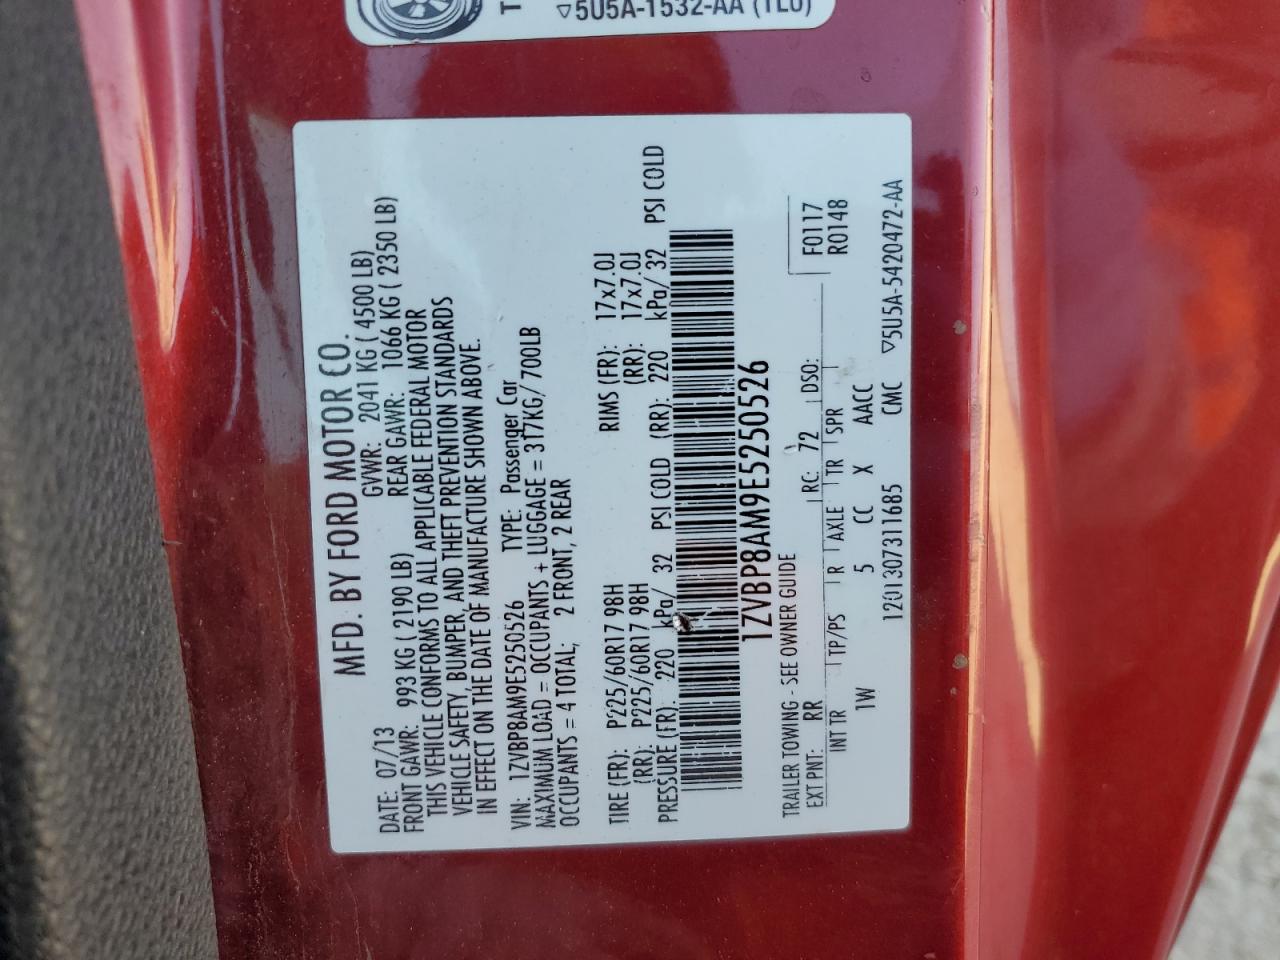 5U5A-1532-AA (TLU)
MFD. BY FORD MOTOR CO.
DATE: 07/13 GVWR: 2041 KG ( 4500 LB)
FRONT GAWR: 993 KG ( 2190 LB) REAR GAWR: 1066 KG ( 2350 LB)
THIS VEHICLE CONFORMS TO ALL APPLICABLE FEDERAL MOTOR
VEHICLE SAFETY, BUMPER, AND THEFT PREVENTION STANDARDS
IN EFFECT ON THE DATE OF MANUFACTURE SHOWN ABOVE.
VIN: 1ZVBP8AM9E5250526 TYPE: Passenger Car
MAXIMUM LOAD = OCCUPANTS + LUGGAGE = 317KG/ 700LB
OCCUPANTS = 4 TOTAL; 2 FRONT, 2 REAR
TIRE (FR): P225/60R17 98H RIMS (FR): 17x7.0J
(RR): P225/60R17 98H (RR): 17x7.0J
PRESSURE (FR): 220 kPa/ 32 PSI COLD (RR): 220 kPa/ 32 PSI COLD
1ZVBP8AM9E5250526
TRAILER TOWING - SEE OWNER GUIDE
EXT PNT: RR RC: 72 DSO: F0117
INT TR TP/PS R AXLE TR SPR R0148
1W 5 CC X AACC
120130731116B5 CMC ▽5U5A-5420472-AA